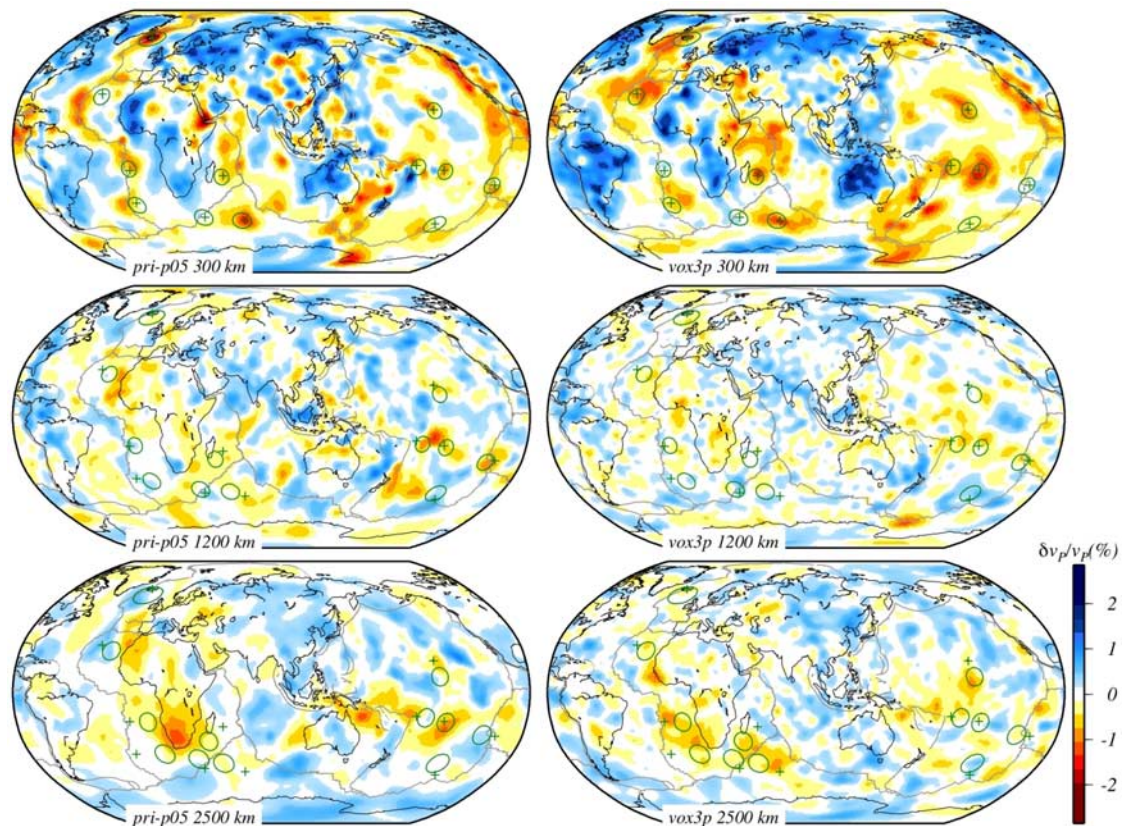 pri-p05 300 km
vox3p 300 km
pri-p05 1200 km
vox3p 1200 km
δvP/vP(%)
2
1
0
-1
-2
pri-p05 2500 km
vox3p 2500 km